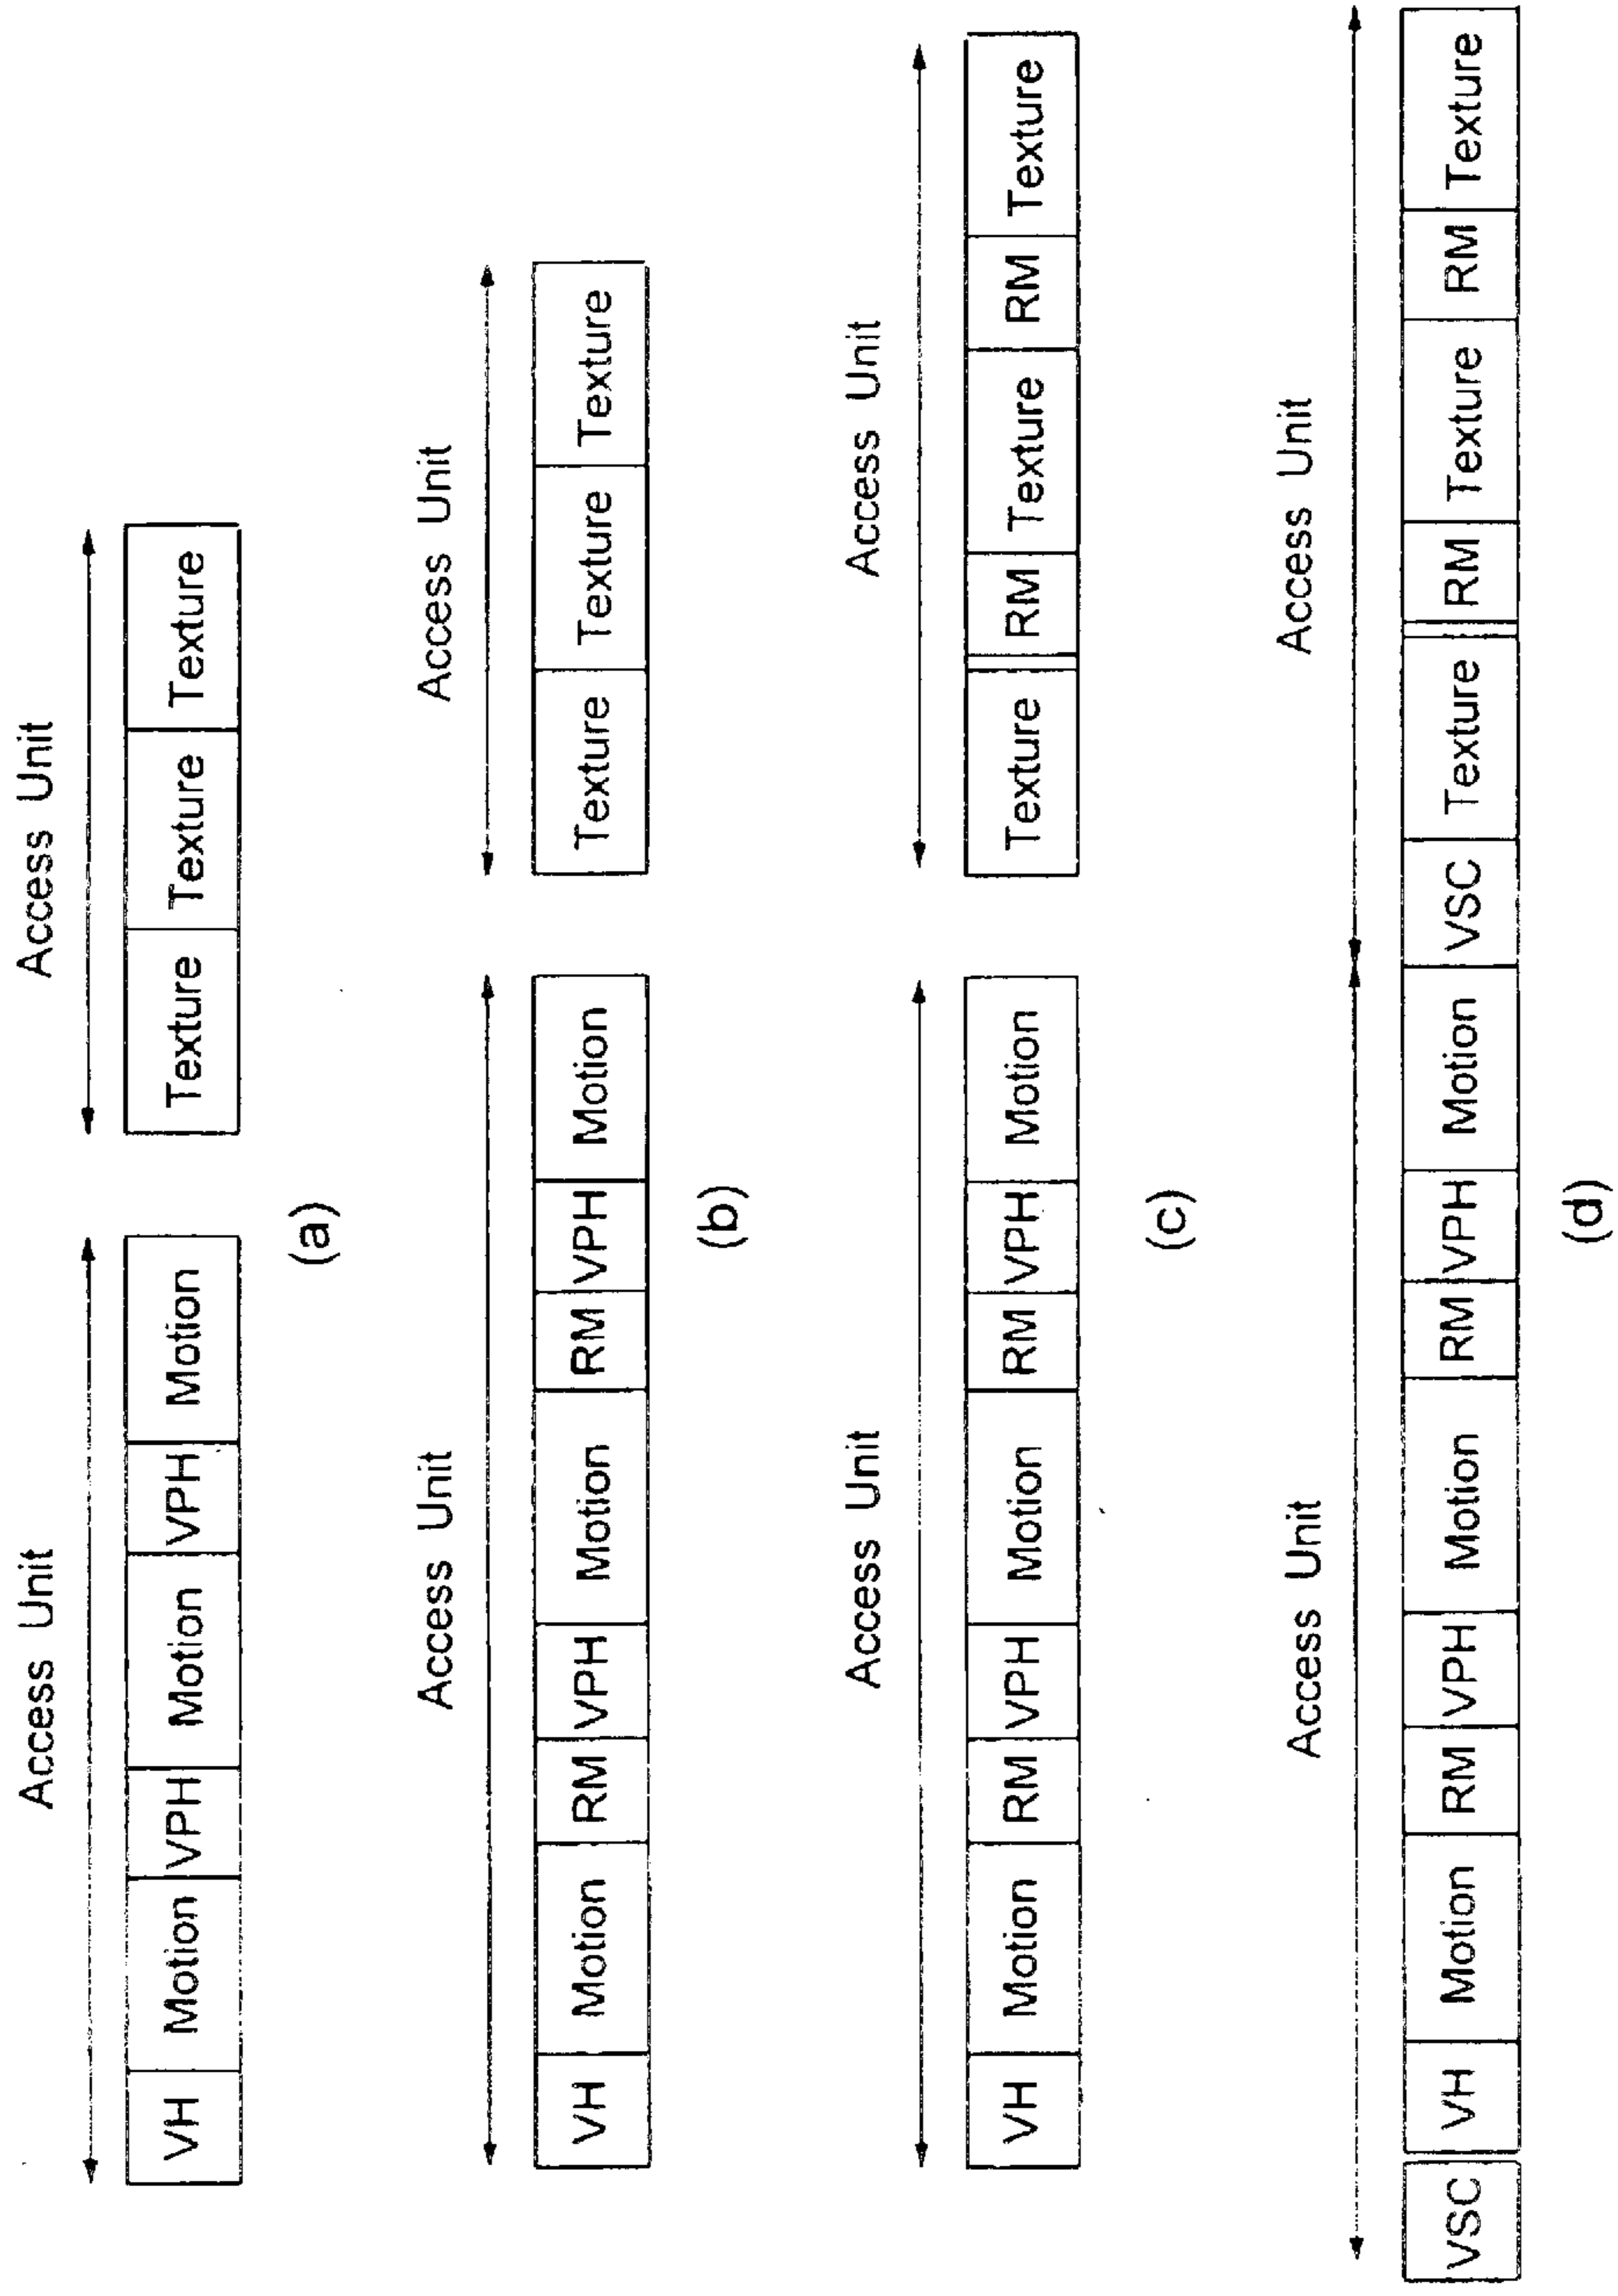 Access Unit Access Unit
VH Motion VPH Motion VPH Motion Texture Texture Texture
(a)
Access Unit Access Unit
VH Motion RM VPH Motion RM VPH Motion Texture Texture Texture
(b)
Access Unit Access Unit
VH Motion RM VPH Motion RM VPH Motion Texture RM Texture RM Texture
(c)
Access Unit Access Unit
VSC VH Motion RM VPH Motion RM VPH Motion VSC Texture RM Texture RM Texture
(d)